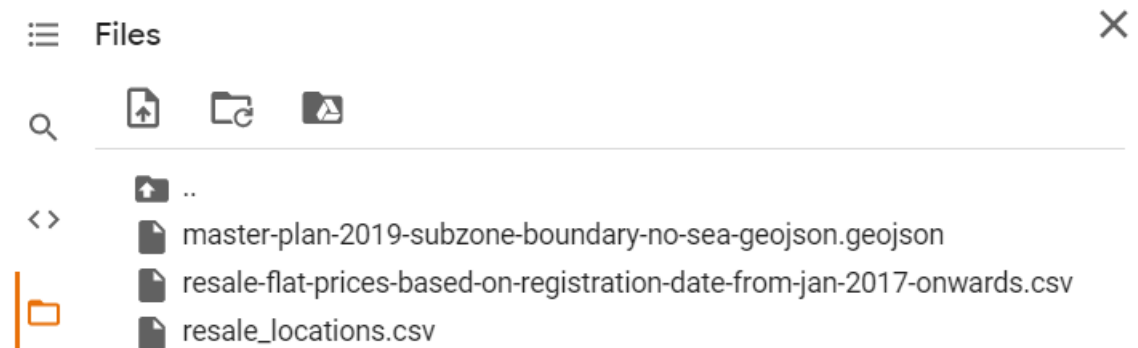 Files
..
master-plan-2019-subzone-boundary-no-sea-geojson.geojson
resale-flat-prices-based-on-registration-date-from-jan-2017-onwards.csv
resale_locations.csv